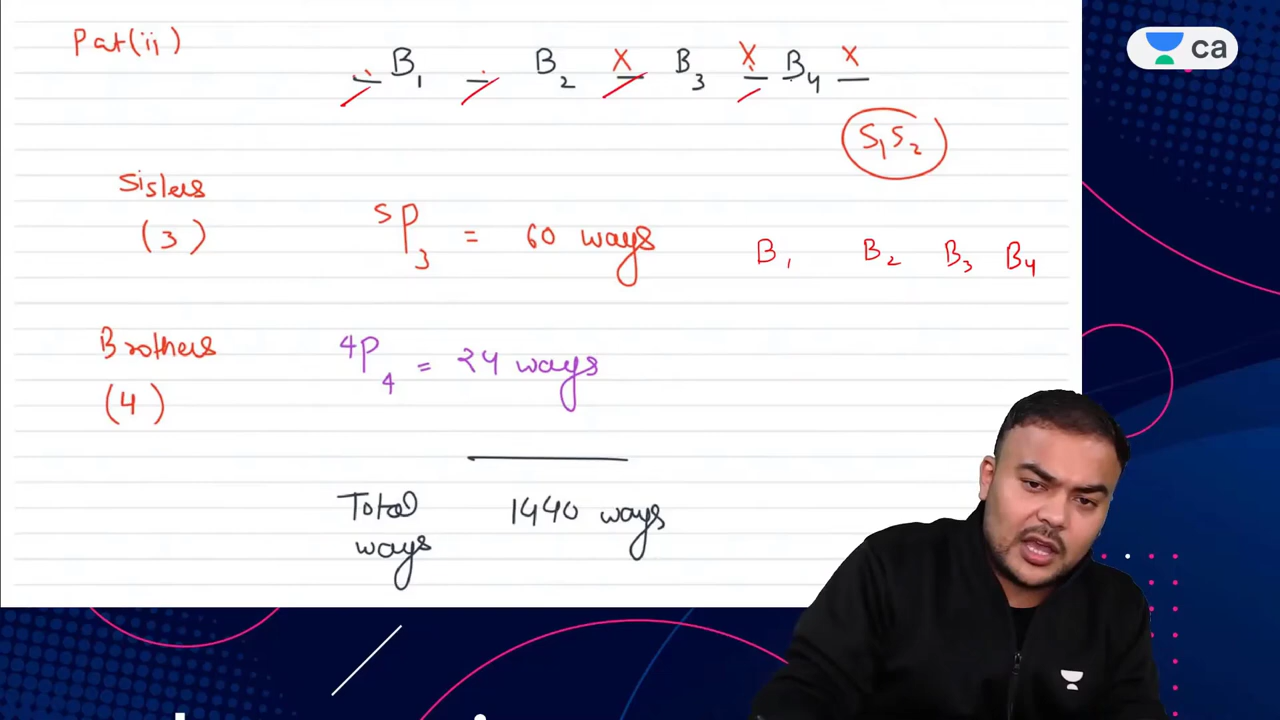 Pat(ii)
_ B1 _ B2 X B3 X B4 X
S1S2
Sisters
(3)
5P3 = 60 ways
B1 B2 B3 B4
Brothers
(4)
4P4 = 24 ways
Total 1440 ways
ways
ca